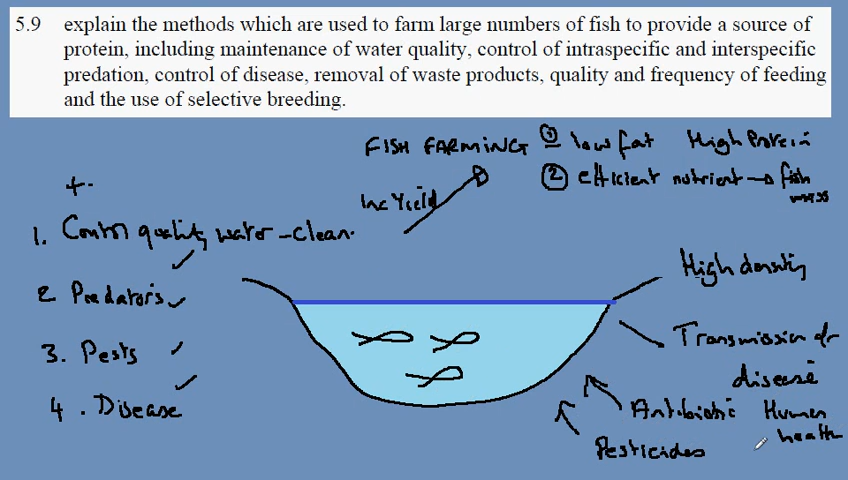 5.9 explain the methods which are used to farm large numbers of fish to provide a source of
protein, including maintenance of water quality, control of intraspecific and interspecific
predation, control of disease, removal of waste products, quality and frequency of feeding
and the use of selective breeding.
FISH FARMING ① low fat High Protein
② efficient nutrient → fish
mass
+.
Inc Yield
1. Control quality water - clean.
2 Predators ✓
3. Pests ✓
4. Disease ✓
High density
Transmission of
disease
Antibiotic Human
health
Pesticides